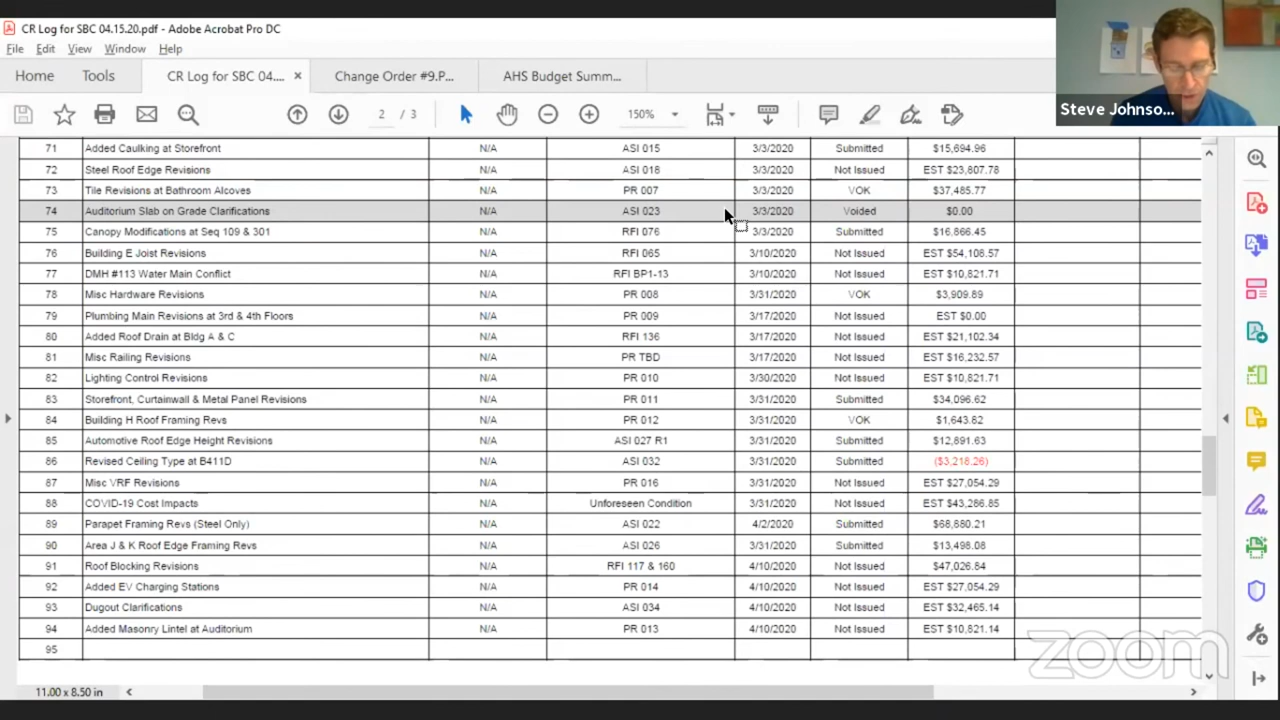 CR Log for SBC 04.15.20.pdf - Adobe Acrobat Pro DC
File Edit View Window Help
Home Tools CR Log for SBC 04.... × Change Order #9.P... AHS Budget Summ...
2 / 3 150%
Steve Johnso...
71 Added Caulking at Storefront N/A ASI 015 3/3/2020 Submitted $15,694.96
72 Steel Roof Edge Revisions N/A ASI 018 3/3/2020 Not Issued EST $23,807.78
73 Tile Revisions at Bathroom Alcoves N/A PR 007 3/3/2020 VOK $37,485.77
74 Auditorium Slab on Grade Clarifications N/A ASI 023 3/3/2020 Voided $0.00
75 Canopy Modifications at Seq 109 & 301 N/A RFI 076 3/3/2020 Submitted $16,866.45
76 Building E Joist Revisions N/A RFI 065 3/10/2020 Not Issued EST $54,108.57
77 DMH #113 Water Main Conflict N/A RFI BP1-13 3/10/2020 Not Issued EST $10,821.71
78 Misc Hardware Revisions N/A PR 008 3/31/2020 VOK $3,909.89
79 Plumbing Main Revisions at 3rd & 4th Floors N/A PR 009 3/17/2020 Not Issued EST $0.00
80 Added Roof Drain at Bldg A & C N/A RFI 136 3/17/2020 Not Issued EST $21,102.34
81 Misc Railing Revisions N/A PR TBD 3/17/2020 Not Issued EST $16,232.57
82 Lighting Control Revisions N/A PR 010 3/30/2020 Not Issued EST $10,821.71
83 Storefront, Curtainwall & Metal Panel Revisions N/A PR 011 3/31/2020 Submitted $34,096.62
84 Building H Roof Framing Revs N/A PR 012 3/31/2020 VOK $1,643.82
85 Automotive Roof Edge Height Revisions N/A ASI 027 R1 3/31/2020 Submitted $12,891.63
86 Revised Ceiling Type at B411D N/A ASI 032 3/31/2020 Submitted ($3,218.26)
87 Misc VRF Revisions N/A PR 016 3/31/2020 Not Issued EST $27,054.29
88 COVID-19 Cost Impacts N/A Unforeseen Condition 3/31/2020 Not Issued EST $43,286.85
89 Parapet Framing Revs (Steel Only) N/A ASI 022 4/2/2020 Submitted $68,880.21
90 Area J & K Roof Edge Framing Revs N/A ASI 026 3/31/2020 Submitted $13,498.08
91 Roof Blocking Revisions N/A RFI 117 & 160 4/10/2020 Not Issued $47,026.84
92 Added EV Charging Stations N/A PR 014 4/10/2020 Not Issued EST $27,054.29
93 Dugout Clarifications N/A ASI 034 4/10/2020 Not Issued EST $32,465.14
94 Added Masonry Lintel at Auditorium N/A PR 013 4/10/2020 Not Issued EST $10,821.14
95
zoom
11.00 x 8.50 in